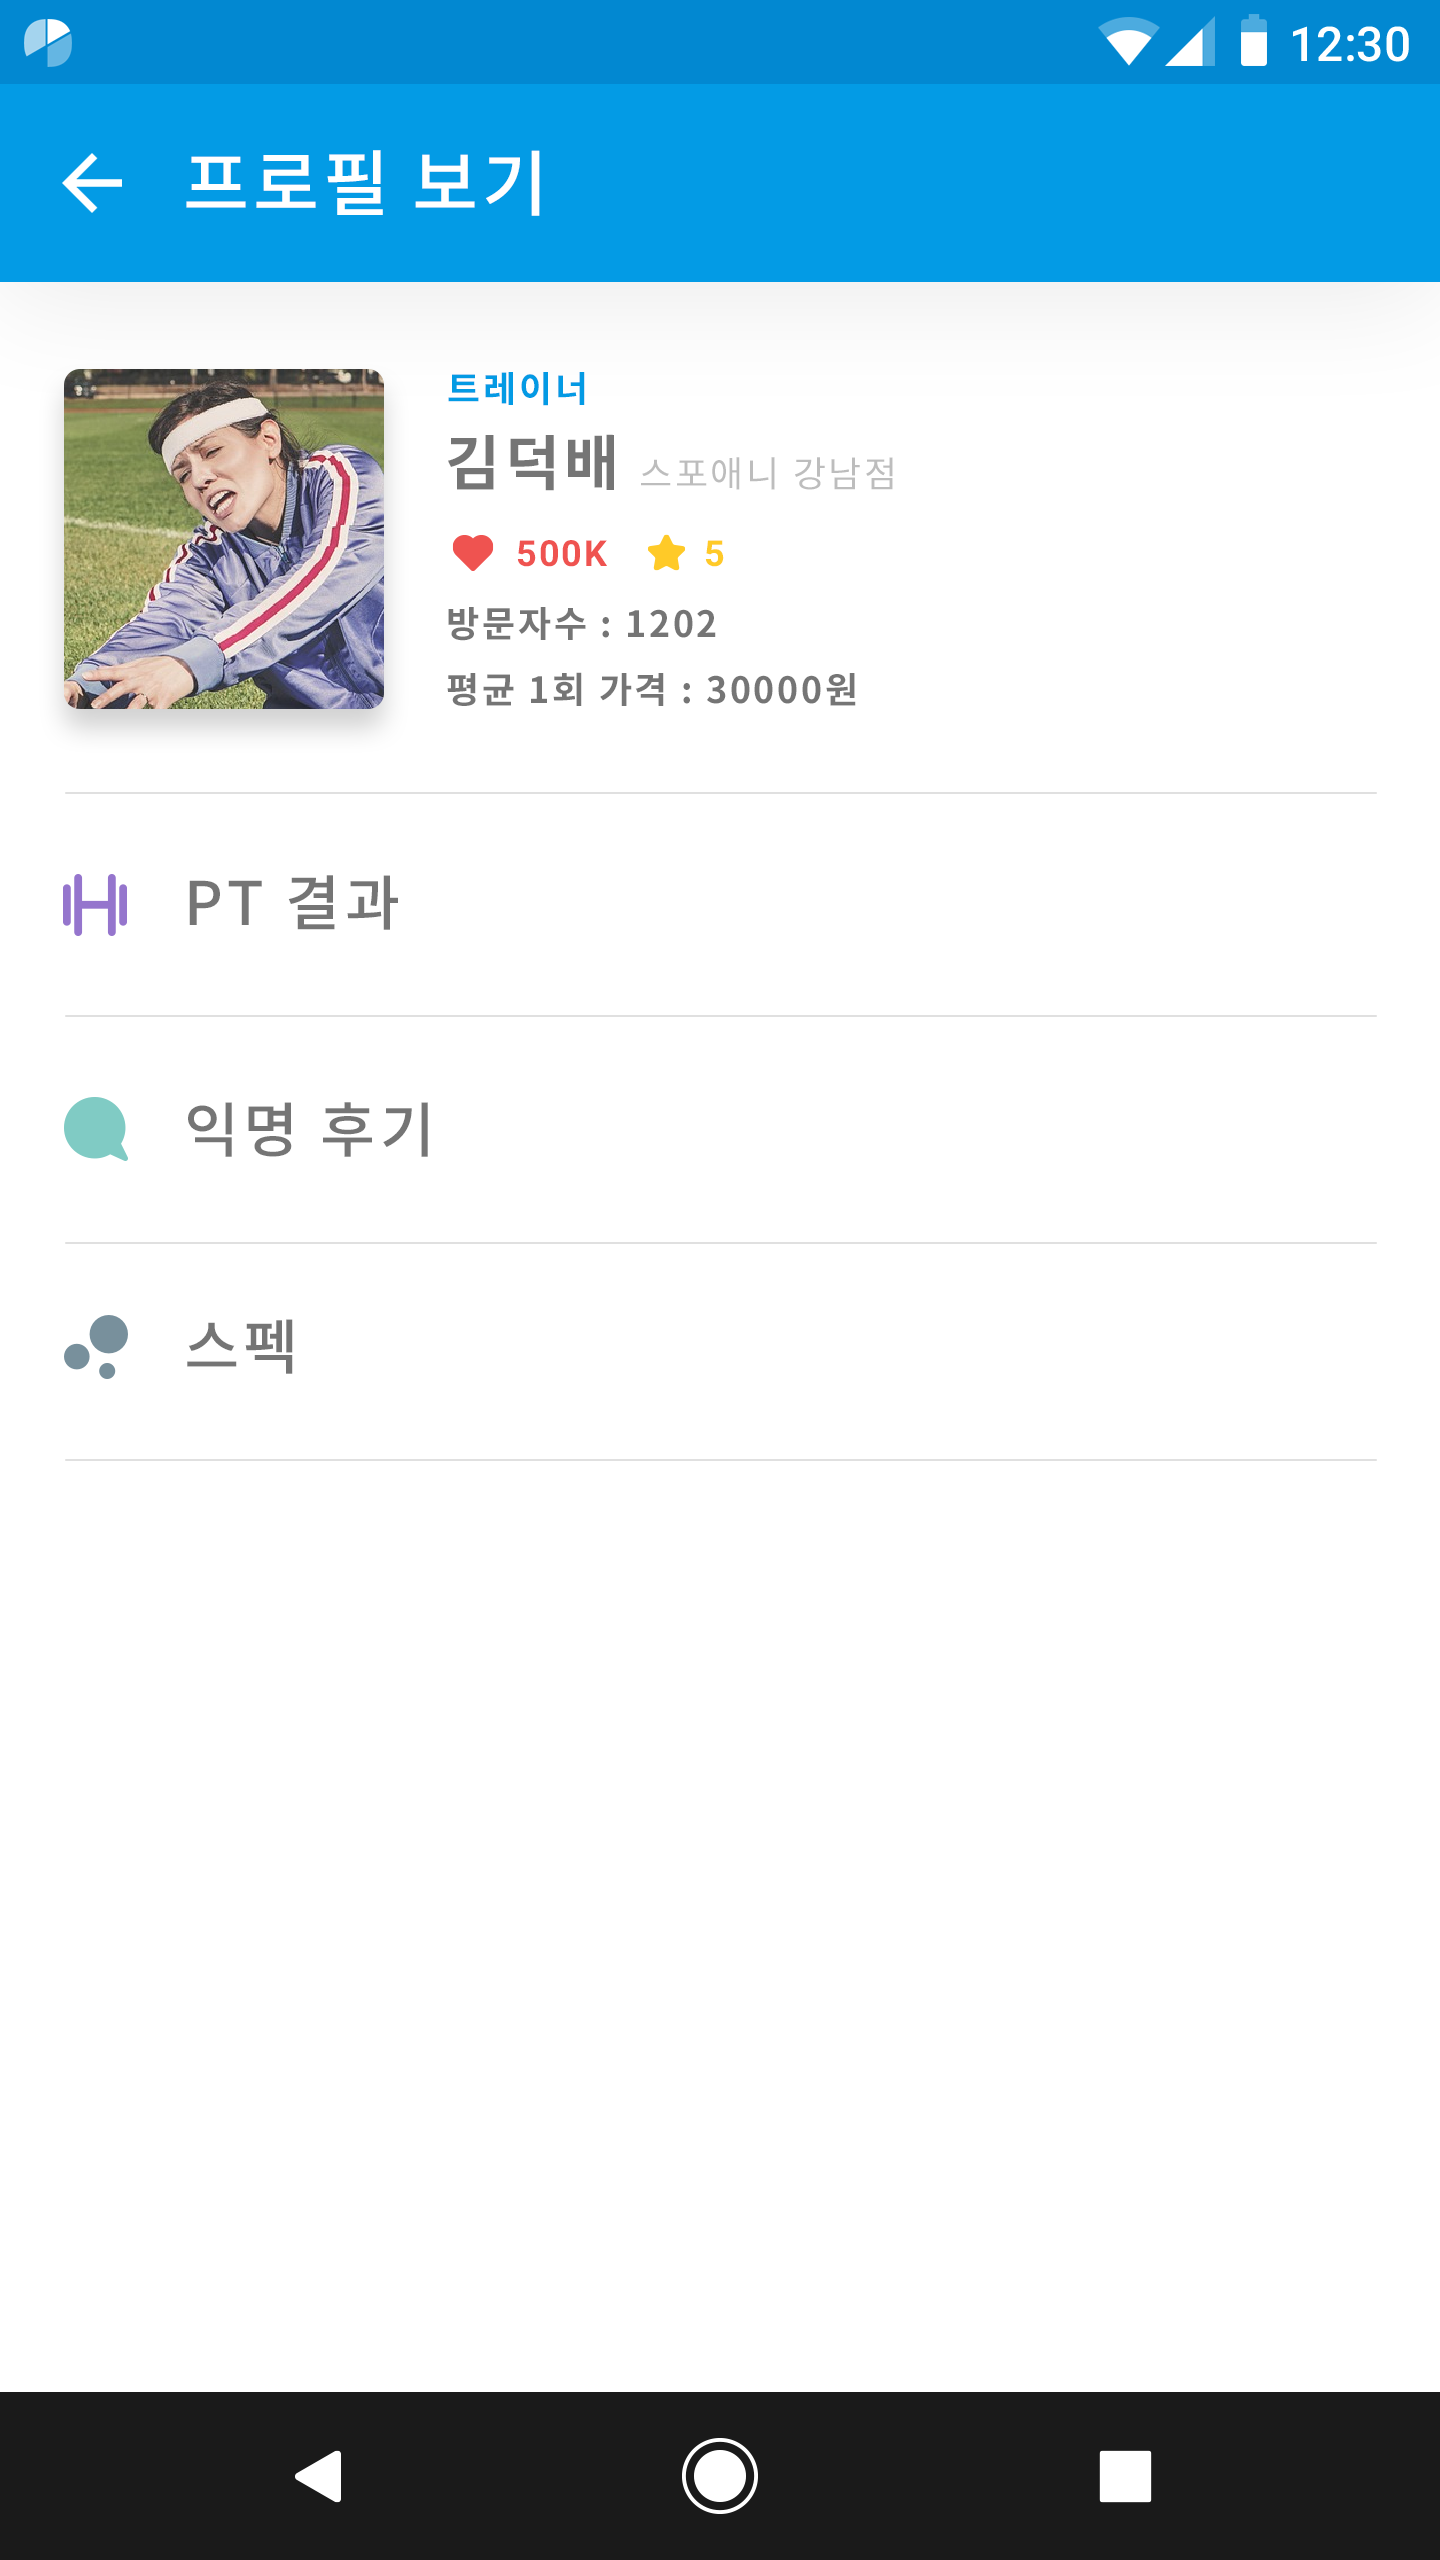 12:30
프로필 보기
트레이너
김덕배 스포애니 강남점
500K 5
방문자수 : 1202
평균 1회 가격 : 30000원
PT 결과
익명 후기
스펙